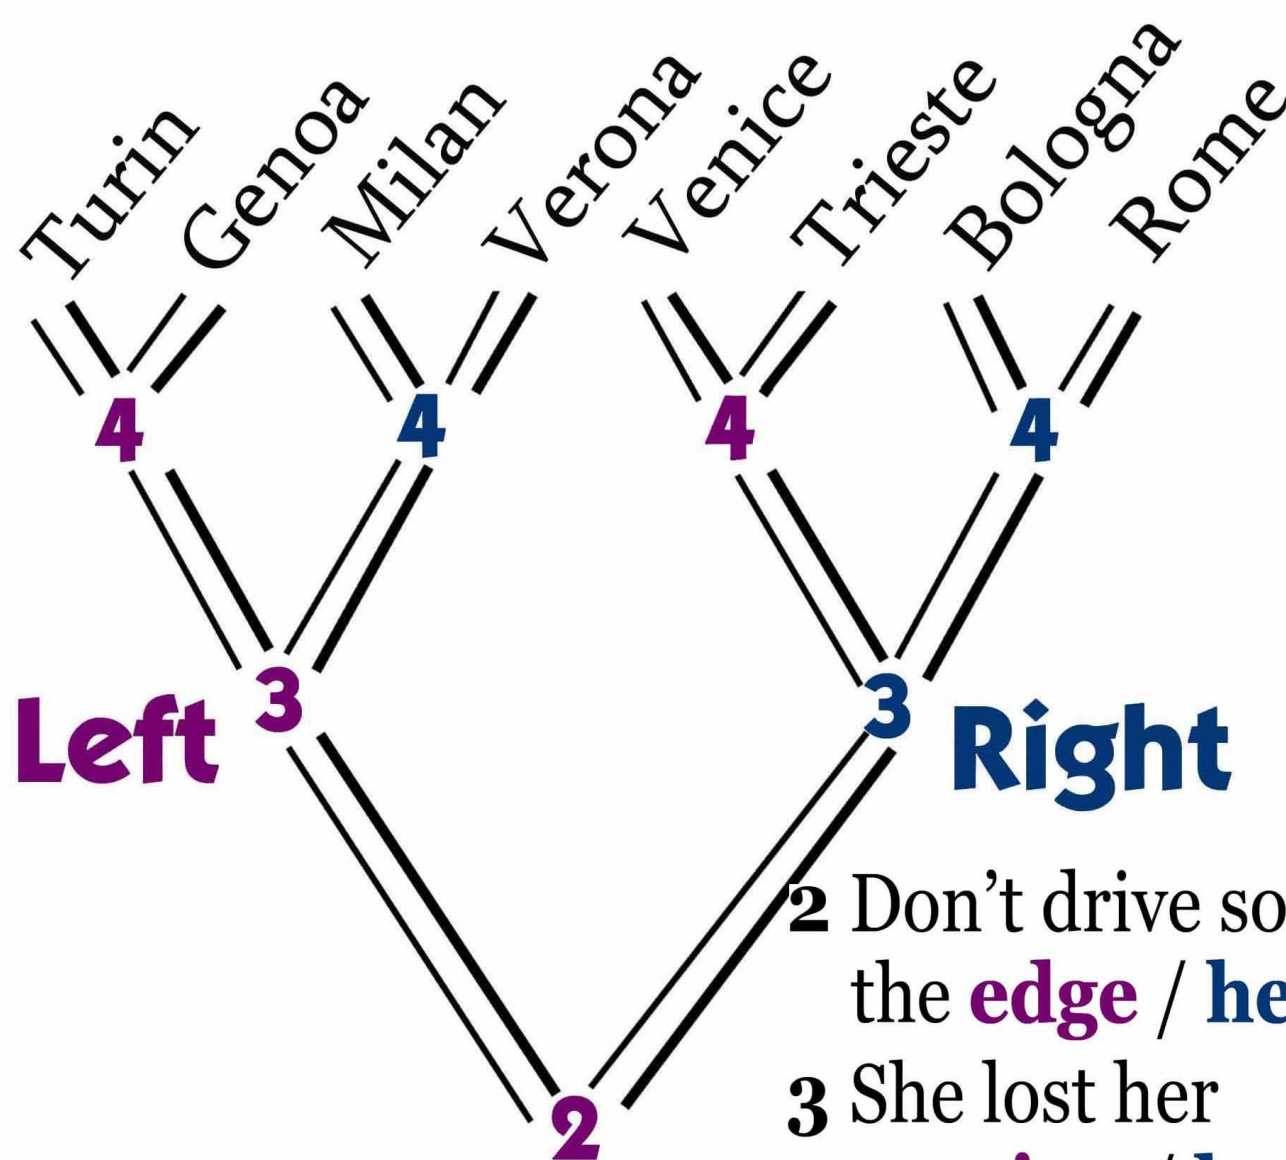 Turin Genoa Milan Verona Venice Trieste Bologna Rome
4 4 4 4
Left 3 3 Right
2 Don’t drive so
the edge /
3 She lost her
2